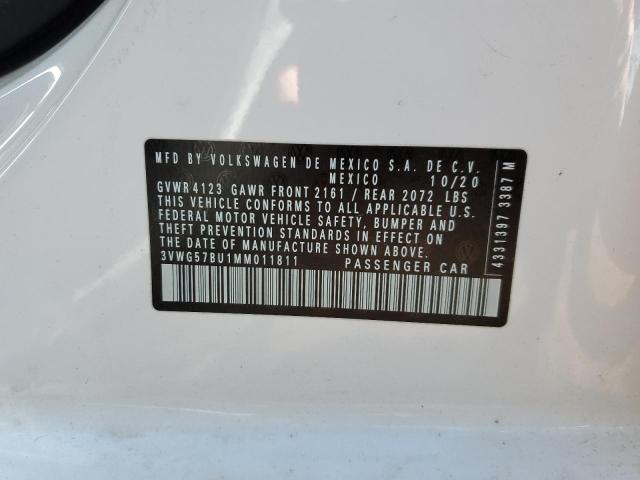 MFD BY VOLKSWAGEN DE MEXICO S.A. DE C.V.
MEXICO 10/20
GVWR 4123 GAWR FRONT 2161 / REAR 2072 LBS
THIS VEHICLE CONFORMS TO ALL APPLICABLE U.S.
FEDERAL MOTOR VEHICLE SAFETY, BUMPER AND
THEFT PREVENTION STANDARDS IN EFFECT ON
THE DATE OF MANUFACTURE SHOWN ABOVE.
3VWG57BU1MM011811 PASSENGER CAR
4331397 3387 M